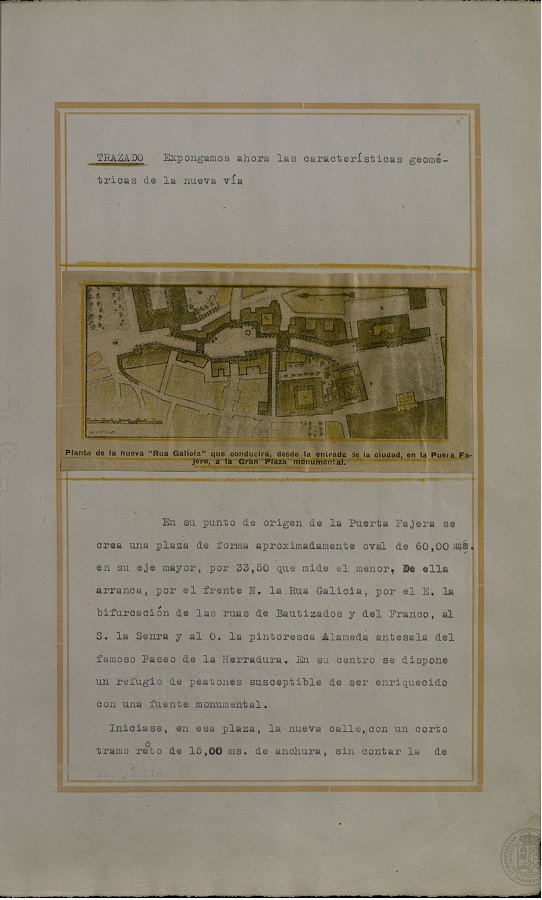 TRAZADO Expongamos ahora las características geomé-
tricas de la nueva vía
Planta de la nueva "Rua Galicia" que conducirá, desde la entrada de la ciudad, en la Puera Fa-
jera, a la Gran Plaza monumental.
En su punto de origen de la Puerta Fajera se
crea una plaza de forma aproximadamente oval de 60,00 ms.
en su eje mayor, por 33,50 que mide el menor. De ella
arranca, por el frente N. la Rua Galicia, por el E. la
bifurcación de las ruas de Bautizados y del Franco, al
S. la Senra y al O. la pintoresca Alameda antesala del
famoso Paseo de la Herradura. En su centro se dispone
un refugio de peatones susceptible de ser enriquecido
con una fuente monumental.
Iniciase, en esa plaza, la nueva calle, con un corto
tramo recto de 15,00 ms. de anchura, sin contar la de